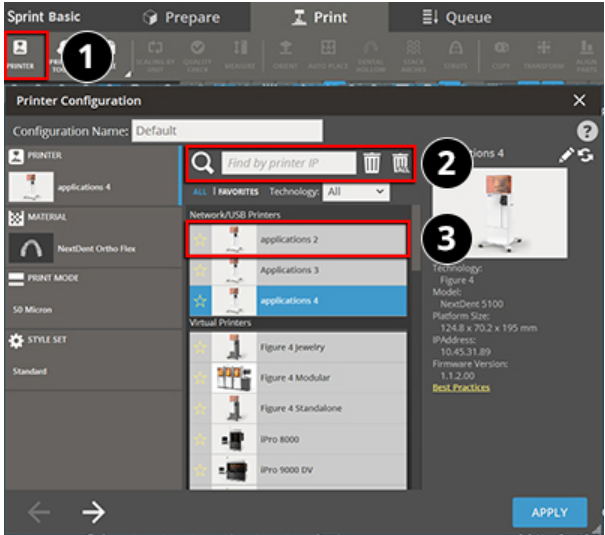 Sprint Basic
Prepare
Print
Queue
PRINTER
SCALING BY UNIT
QUALITY CHECK
MEASURE
ORIENT
AUTO PLACE
DENTAL HOLLOW
STACK ARCHES
STRUTS
COPY
TRANSFORM
ALIGN PARTS
1
Printer Configuration
Configuration Name: Default
?
PRINTER
applications 4
MATERIAL
NextDent Ortho Flex
PRINT MODE
50 Micron
STYLE SET
Standard
Find by printer IP
ALL
2
ALL | FAVORITES Technology: All
Network/USB Printers
applications 2
3
Applications 3
applications 4
Virtual Printers
Figure 4 Jewelry
Figure 4 Modular
Figure 4 Standalone
iPro 8000
iPro 9000 DV
ations 4
Technology:
Figure 4
Model:
NextDent 5100
Platform Size:
124.8 x 70.2 x 195 mm
IPAddress:
10.45.31.89
Firmware Version:
1.1.2.00
Best Practices
APPLY